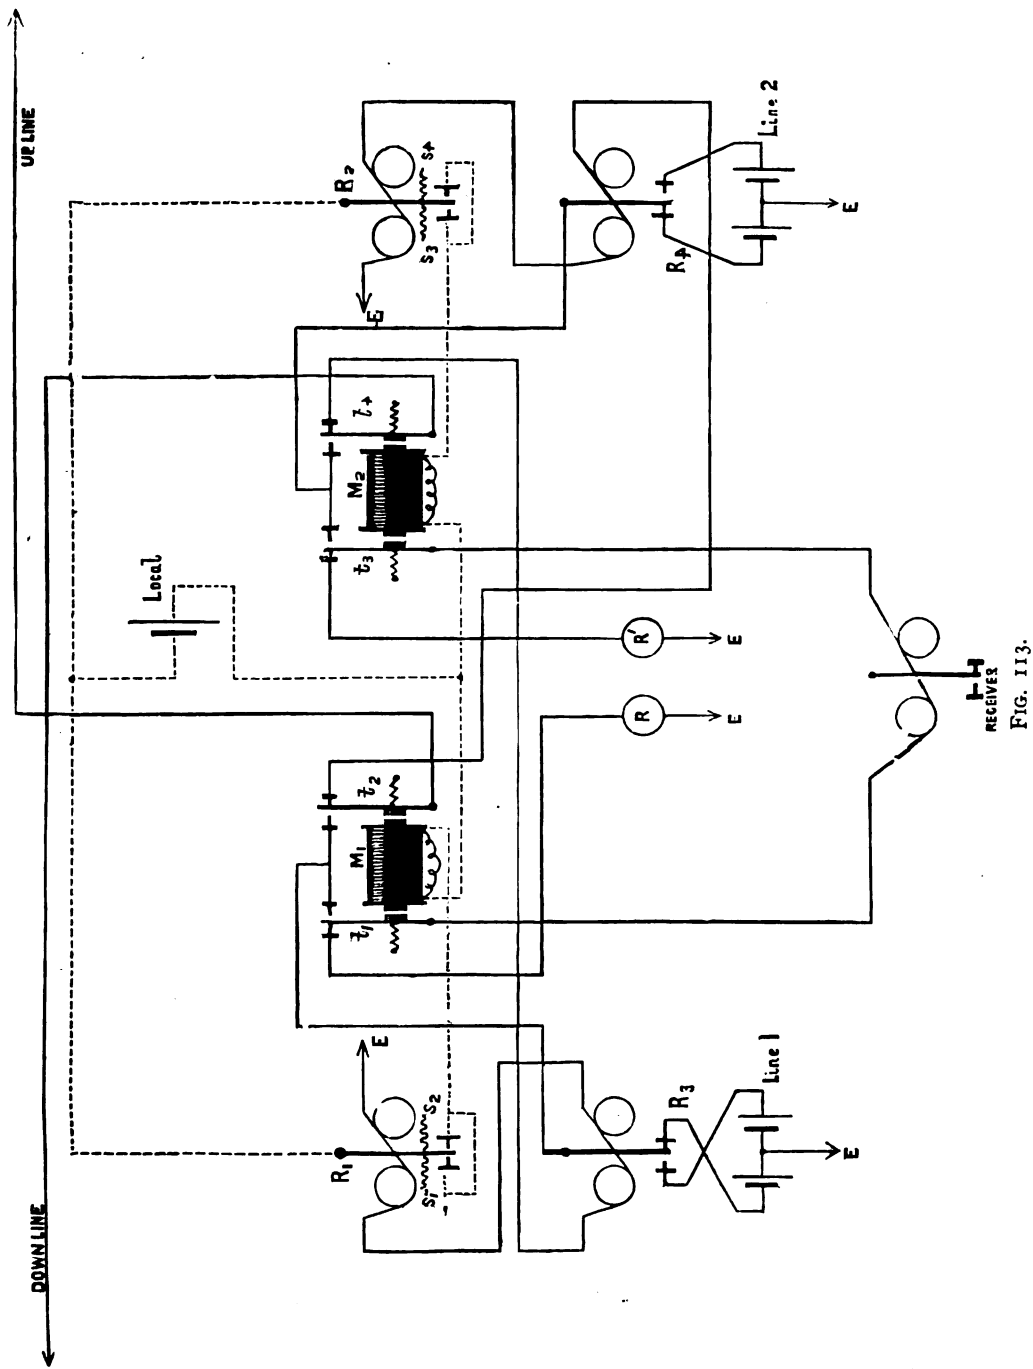 UP LINE
Line 2
R2
S4
S3
E
R4
E
t4
M2
t3
Local
R'
E
R
E
RECEIVER
FIG. 113.
t2
M1
t1
E
R1
S2
S1
R3
Line 1
E
DOWN LINE